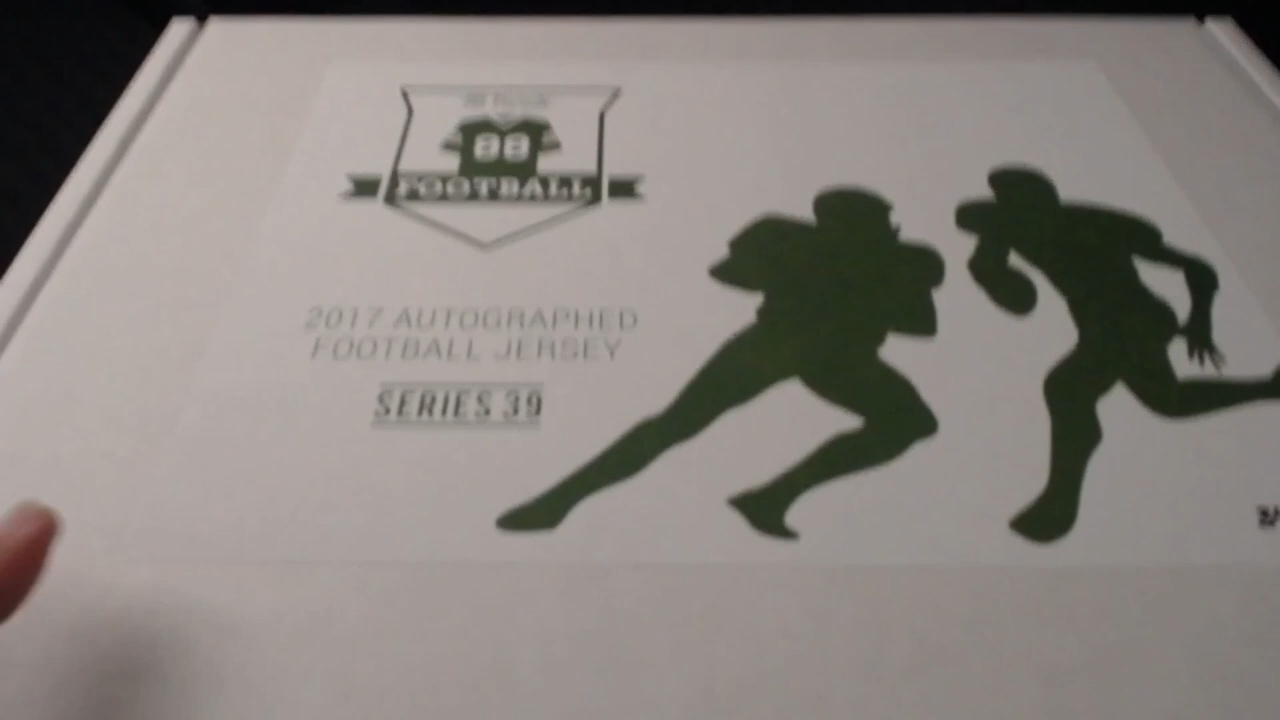 88
FOOTBALL
2017 AUTOGRAPHED
FOOTBALL JERSEY
SERIES 39